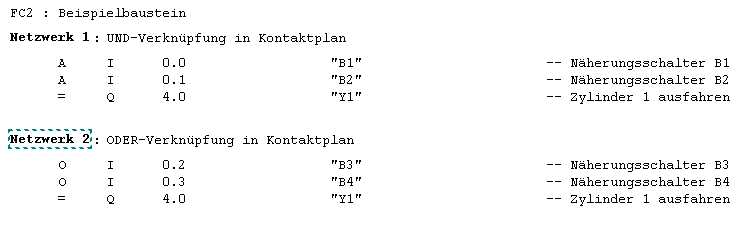 FC2 : Beispielbaustein
Netzwerk 1 : UND-Verknüpfung in Kontaktplan
A I 0.0 "B1" -- Näherungsschalter B1
A I 0.1 "B2" -- Näherungsschalter B2
= Q 4.0 "Y1" -- Zylinder 1 ausfahren
Netzwerk 2 : ODER-Verknüpfung in Kontaktplan
O I 0.2 "B3" -- Näherungsschalter B3
O I 0.3 "B4" -- Näherungsschalter B4
= Q 4.0 "Y1" -- Zylinder 1 ausfahren